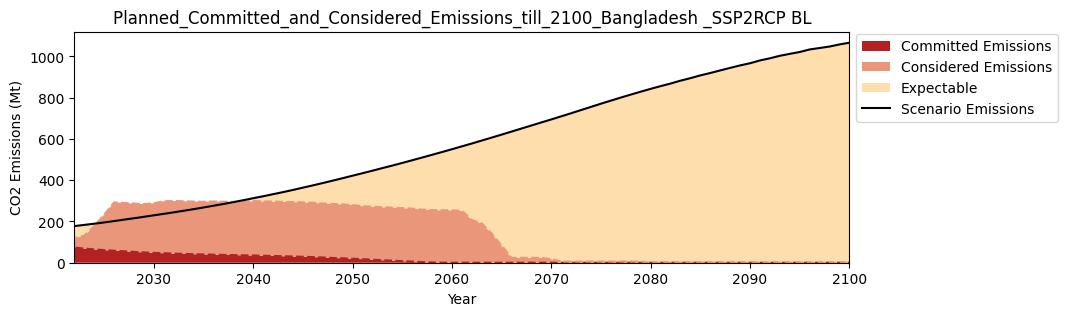 Planned_Committed_and_Considered_Emissions_till_2100_Bangladesh _SSP2RCP BL
Committed Emissions
Considered Emissions
Expectable
Scenario Emissions
CO2 Emissions (Mt)
1000
800
600
400
200
0
2030
2040
2050
2060
2070
2080
2090
2100
Year